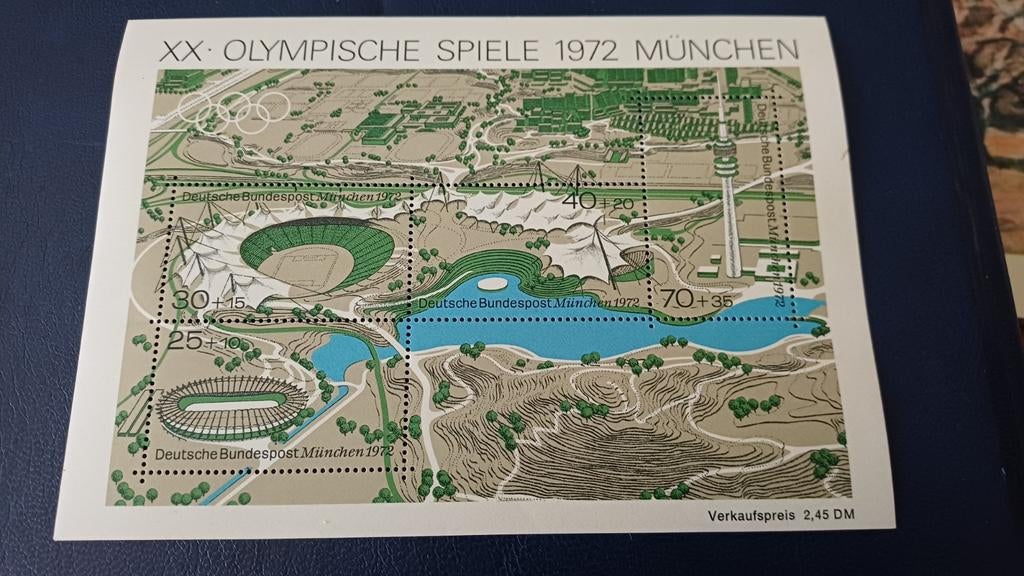 XX· OLYMPISCHE SPIELE 1972 MÜNCHEN
Deutsche Bundespost München 1972
40+20
Deutsche Bundespost München 1972
30+15
Deutsche Bundespost München 1972
70+35
25+10
Deutsche Bundespost München 1972
Verkaufspreis 2,45 DM